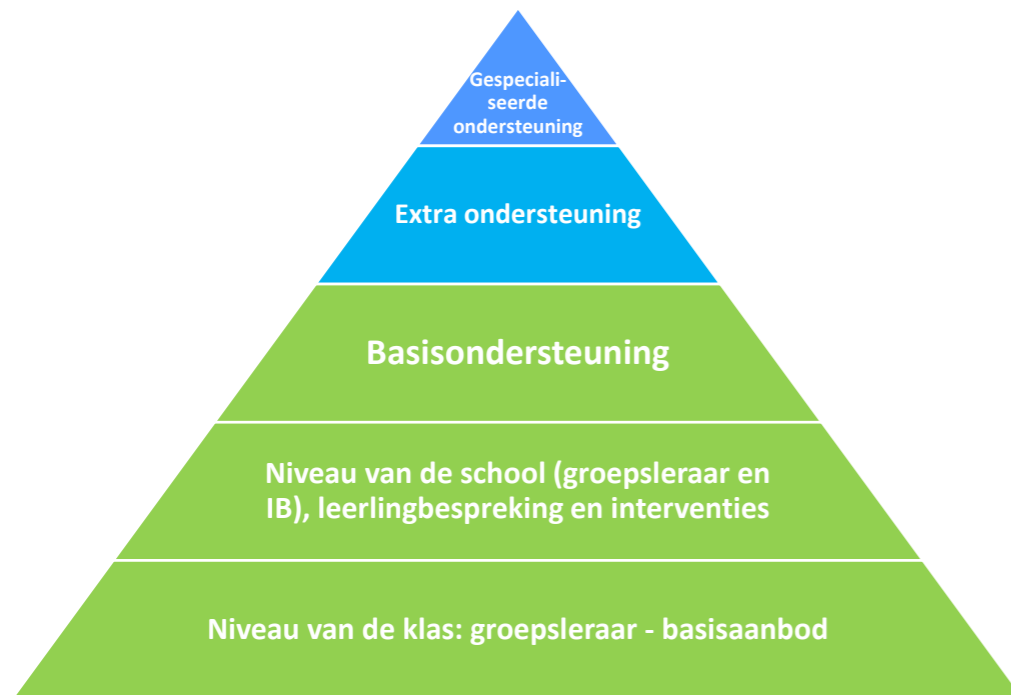 Gespeciali-
seerde
ondersteuning
Extra ondersteuning
Basisondersteuning
Niveau van de school (groepsleraar en
IB), leerlingbespreking en interventies
Niveau van de klas: groepsleraar - basisaanbod